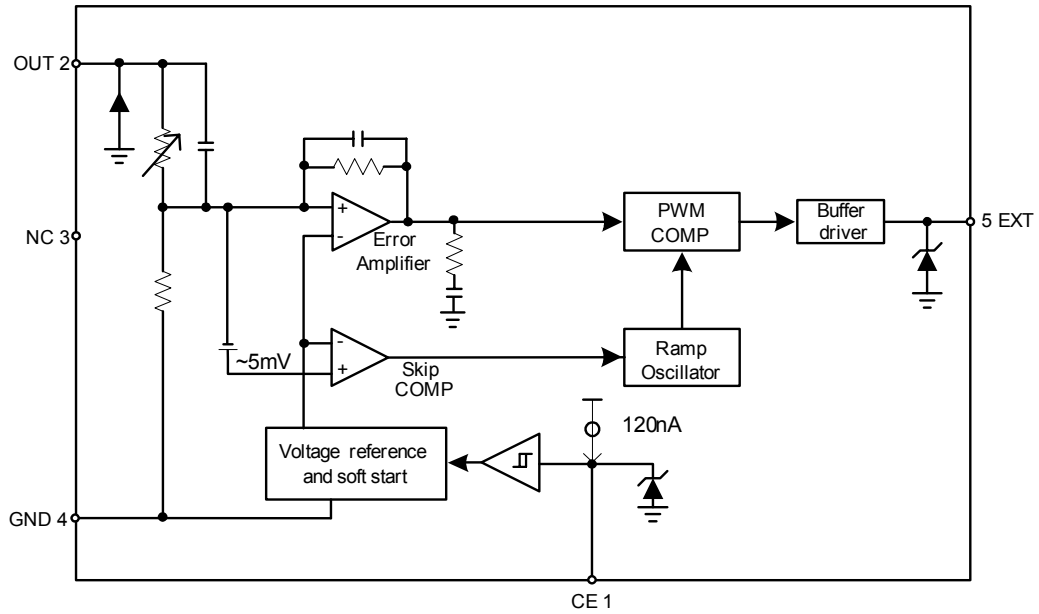 OUT 2
+
-
Error
Amplifier
PWM
COMP
Buffer
driver
5 EXT
NC 3
~5mV
-
+
Skip
COMP
Ramp
Oscillator
120nA
Voltage reference
and soft start
GND 4
CE 1